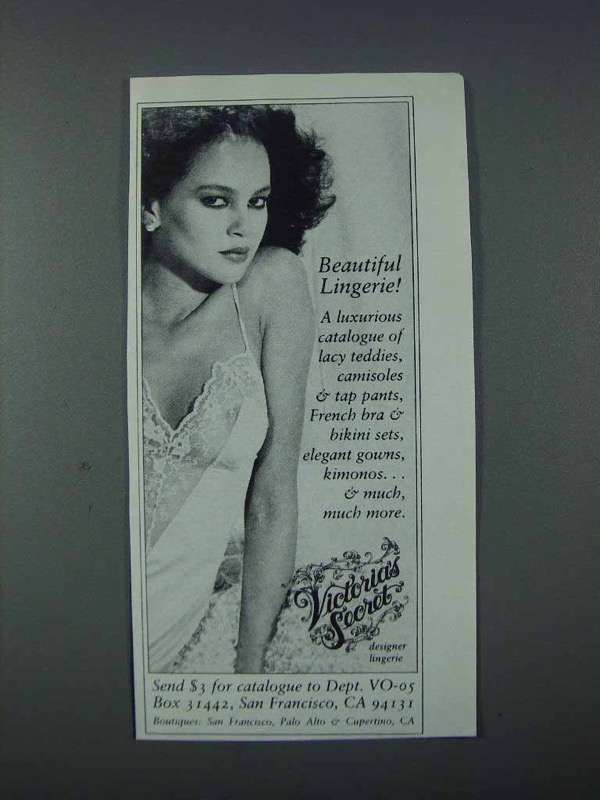 Beautiful
Lingerie!
A luxurious
catalogue of
lacy teddies,
camisoles
& tap pants,
French bra &
bikini sets,
elegant gowns,
kimonos. . .
& much,
much more.
Victoria's
Secret
designer
lingerie
Send $3 for catalogue to Dept. VO-05
Box 31442, San Francisco, CA 94131
Boutiques: San Francisco, Palo Alto & Cupertino, CA